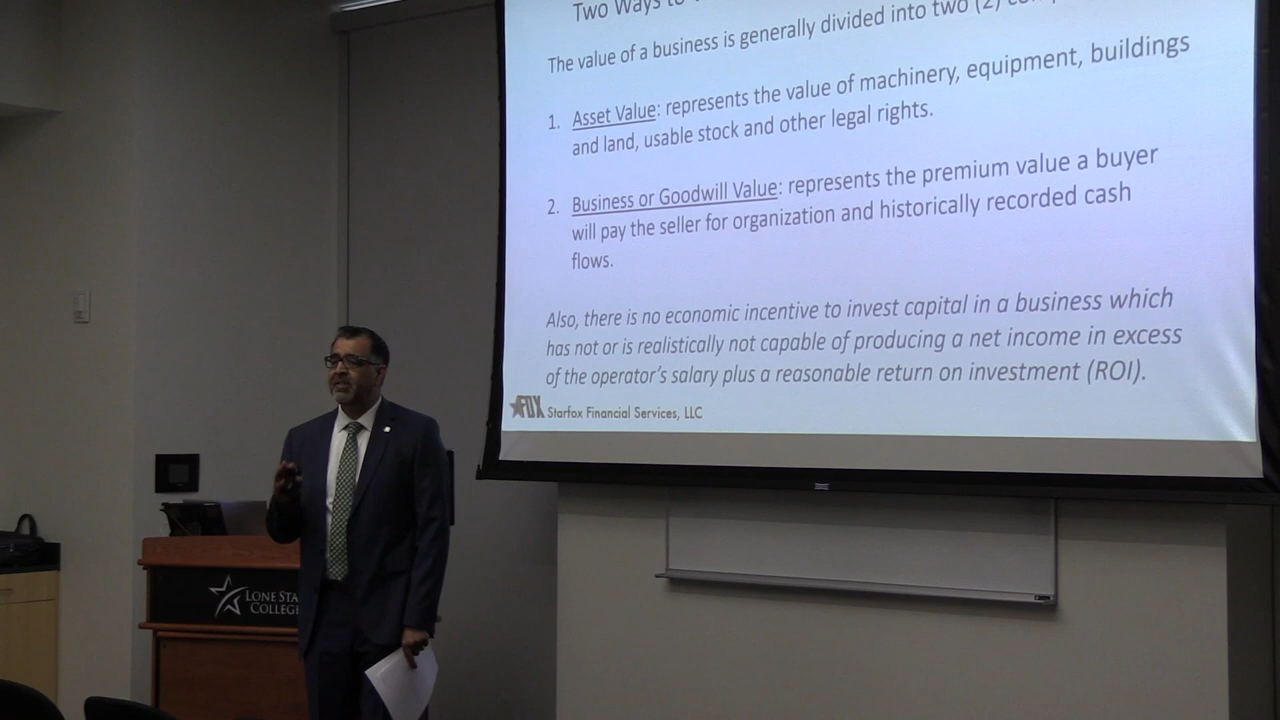 Two Ways to
The value of a business is generally divided into two (2)
1. Asset Value: represents the value of machinery, equipment, buildings
and land, usable stock and other legal rights.
2. Business or Goodwill Value: represents the premium value a buyer
will pay the seller for organization and historically recorded cash
flows.
Also, there is no economic incentive to invest capital in a business which
has not or is realistically not capable of producing a net income in excess
of the operator's salary plus a reasonable return on investment (ROI).
FOX Starfox Financial Services, LLC
LONE STA
COLLEGE